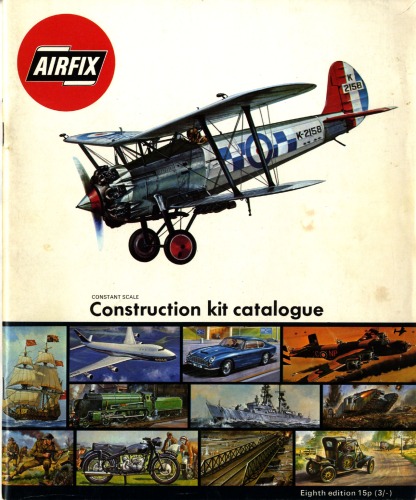 AIRFIX
K
2158
K-2158
CONSTANT SCALE
Construction kit catalogue
Eighth edition 15p (3/-)